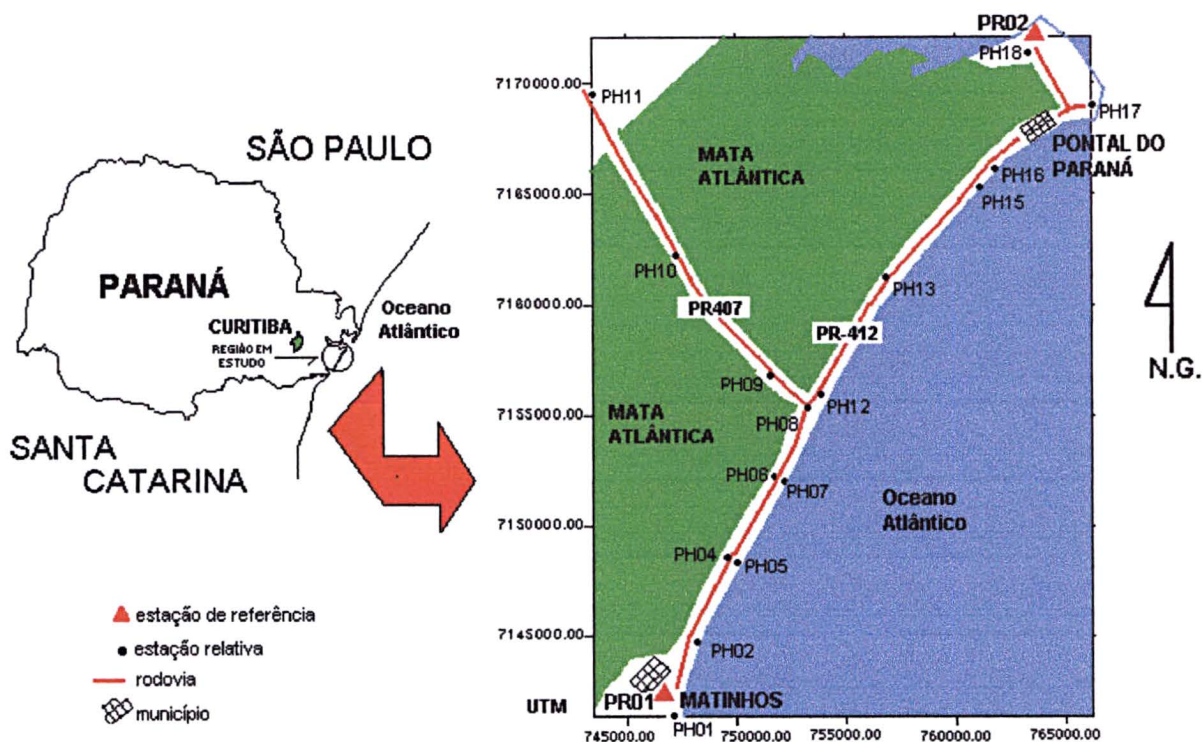 SÃO PAULO
PARANÁ
CURITIBA
REGIÃO EM
ESTUDO
Oceano
Atlântico
SANTA
CATARINA
estação de referência
estação relativa
rodovia
município
PR02
PH18
7170000.00
PH11
PH17
MATA
ATLÂNTICA
PONTAL DO
PARANÁ
PH16
7165000.00
PH15
PH10
PH13
7160000.00
PR407
PR-412
N.G.
PH09
PH12
7155000.00
MATA
ATLÂNTICA
PH08
PH06
PH07
Oceano
Atlântico
7150000.00
PH04
PH05
7145000.00
PH02
PR01
MATINHOS
UTM
PH01
745000.00 750000.00 755000.00 760000.00 765000.00